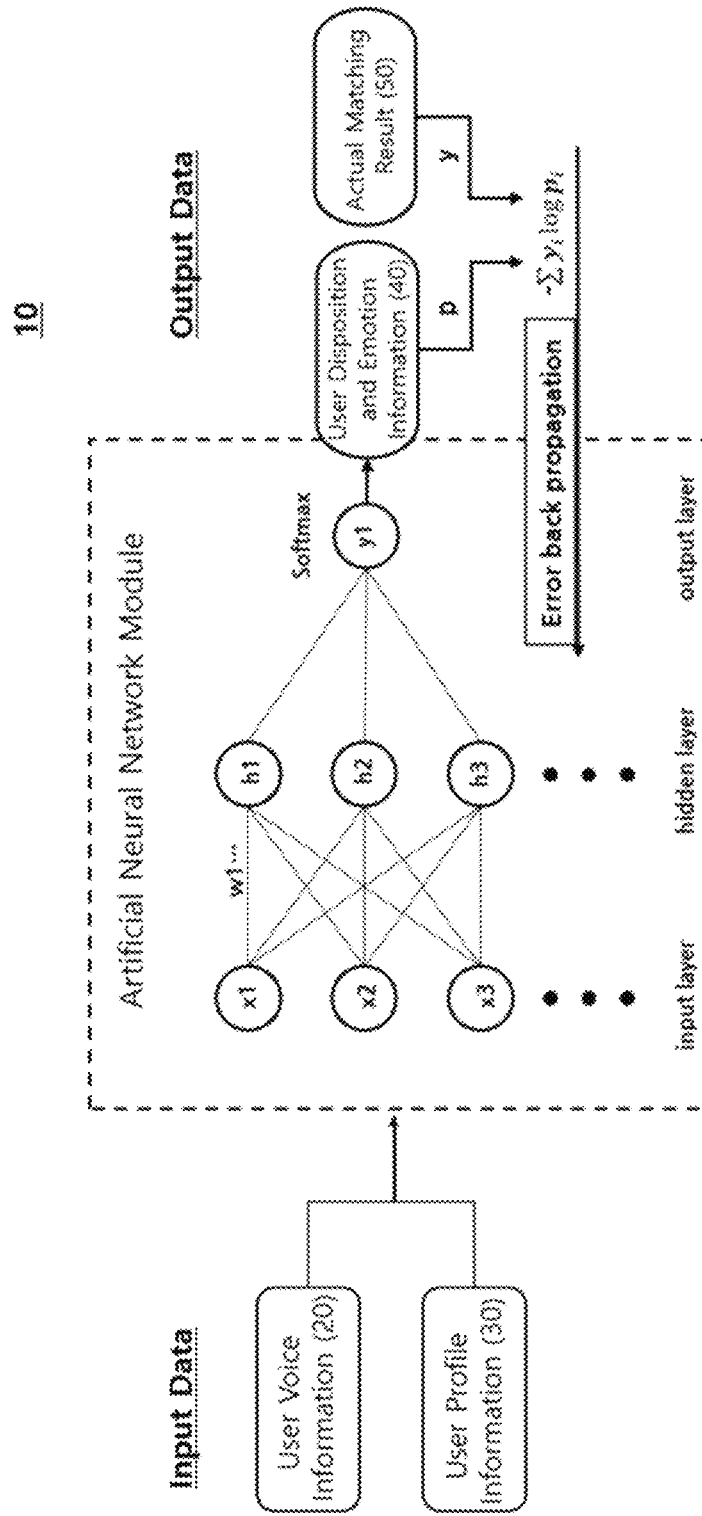 10
Input Data
Output Data
Artificial Neural Network Module
User Voice
Information (20)
User Profile
Information (30)
x1
x2
x3
w1...
h1
h2
h3
Softmax
y1
input layer
hidden layer
output layer
User Disposition
and Emotion
Information (40)
Actual Matching
Result (50)
p
y
-∑ yᵢ log pᵢ
Error back propagation